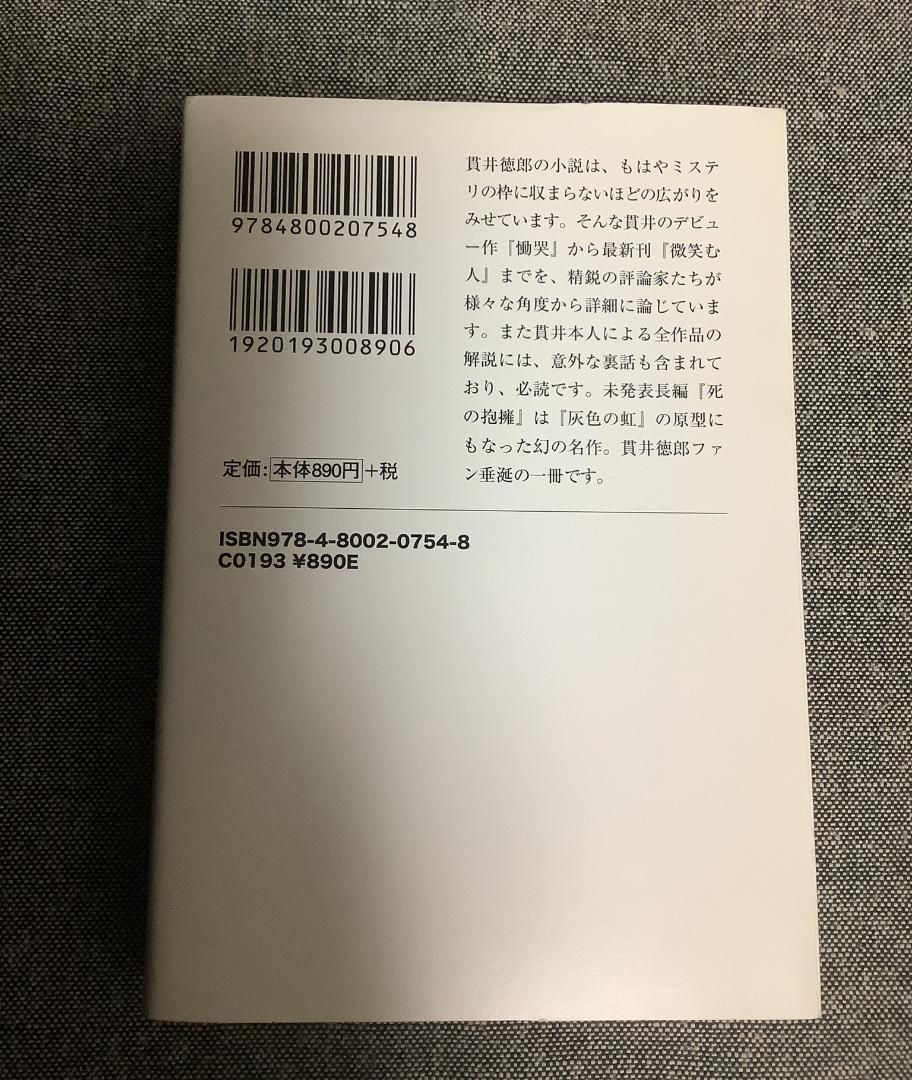 9784800207548
1920193008906
定価:本体890円+税
貫井徳郎の小説は、もはやミステ
リの枠に収まらないほどの広がりを
みせています。そんな貫井のデビュ
ー作『慟哭』から最新刊『微笑む
人』までを、精鋭の評論家たちが
様々な角度から詳細に論じていま
す。また貫井本人による全作品の
解説には、意外な裏話も含まれて
おり、必読です。未発表長編『死
の抱擁』は『灰色の虹』の原型に
もなった幻の名作。貫井徳郎ファ
ン垂涎の一冊です。
ISBN978-4-8002-0754-8
C0193 ¥890E